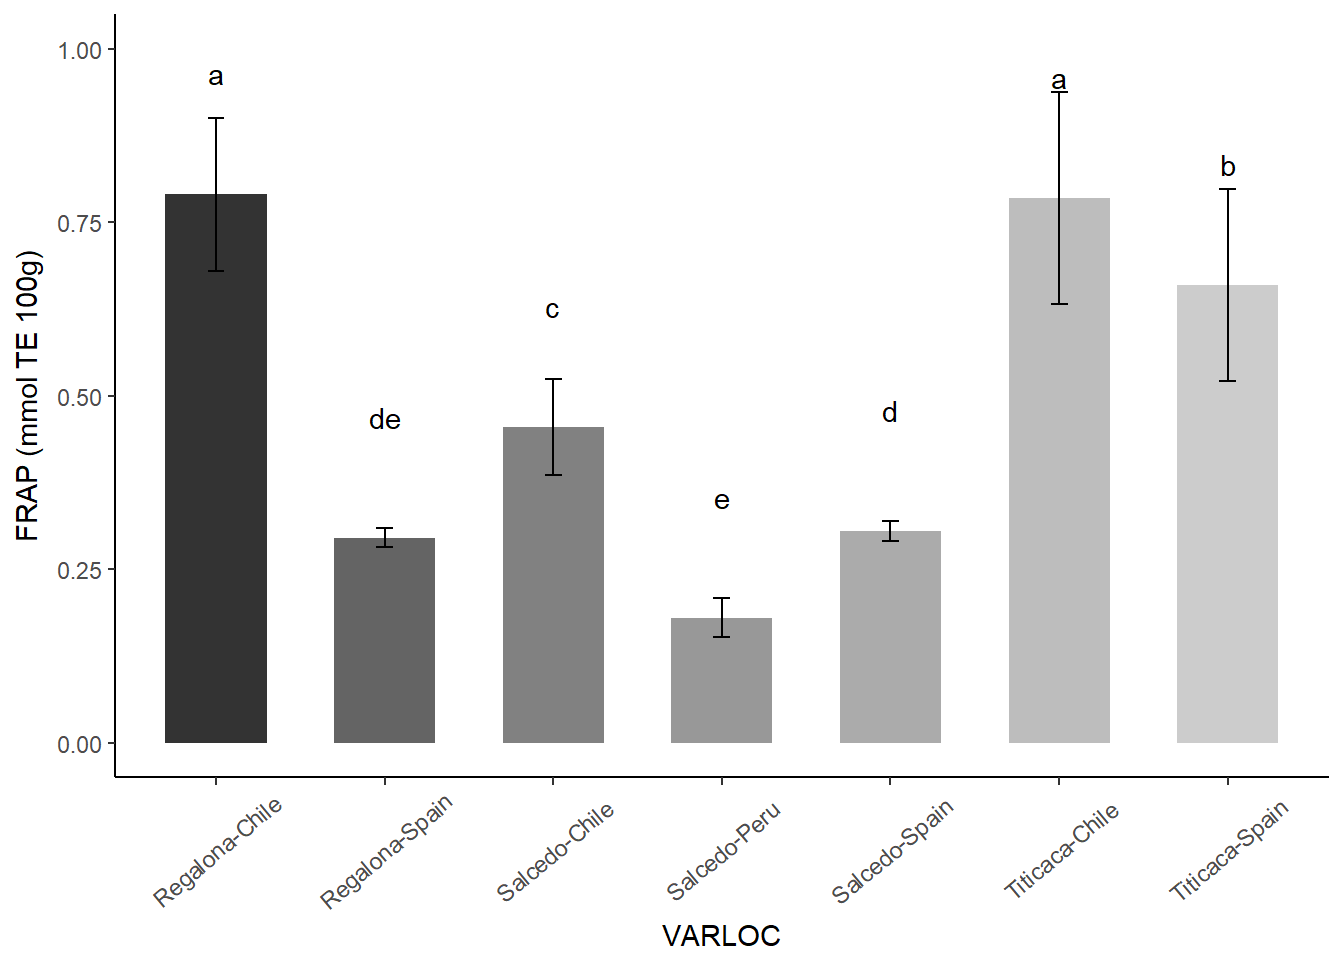 FRAP (mmol TE 100g)
1.00
0.75
0.50
0.25
0.00
a
de
c
e
d
a
b
Regalona-Chile
Regalona-Spain
Salcedo-Chile
Salcedo-Peru
Salcedo-Spain
Titicaca-Chile
Titicaca-Spain
VARLOC